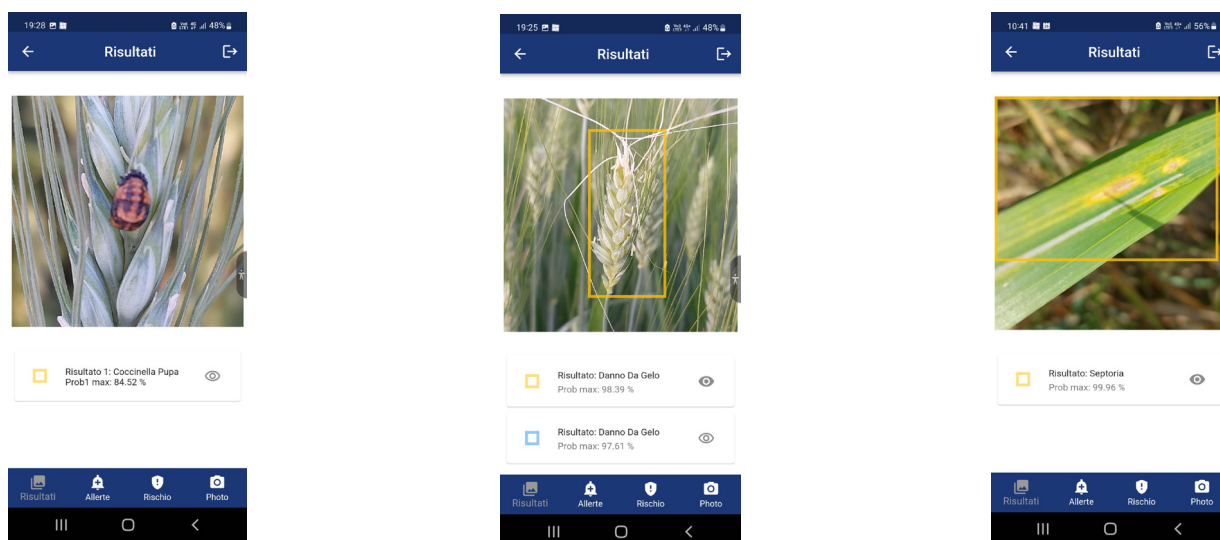 19:28
48%
Risultati
Risultato 1: Coccinella Pupa
Prob1 max: 84.52 %
Risultati Allerte Rischio Photo
19:25
48%
Risultati
Risultato: Danno Da Gelo
Prob max: 98.39 %
Risultato: Danno Da Gelo
Prob max: 97.61 %
Risultati Allerte Rischio Photo
10:41
56%
Risultati
Risultato: Septoria
Prob max: 99.96 %
Risultati Allerte Rischio Photo